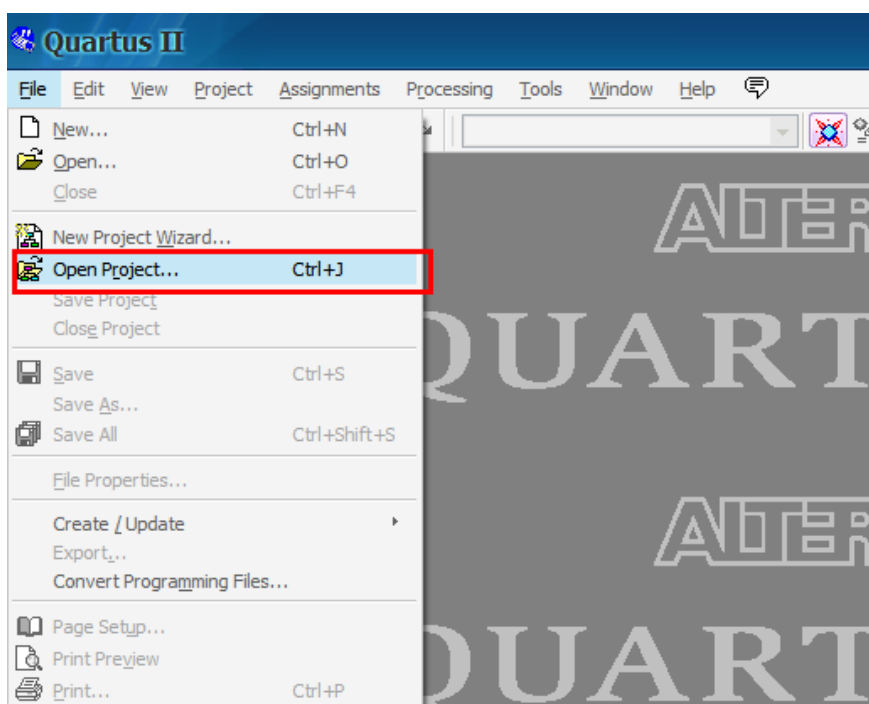 Quartus II
File Edit View Project Assignments Processing Tools Window Help
New... Ctrl+N
Open... Ctrl+O
Close Ctrl+F4
New Project Wizard...
Open Project... Ctrl+J
Save Project
Close Project
Save Ctrl+S
Save As...
Save All Ctrl+Shift+S
File Properties...
Create / Update
Export...
Convert Programming Files...
Page Setup...
Print Preview
Print... Ctrl+P
ALTER
QUART
ALTER
QUART